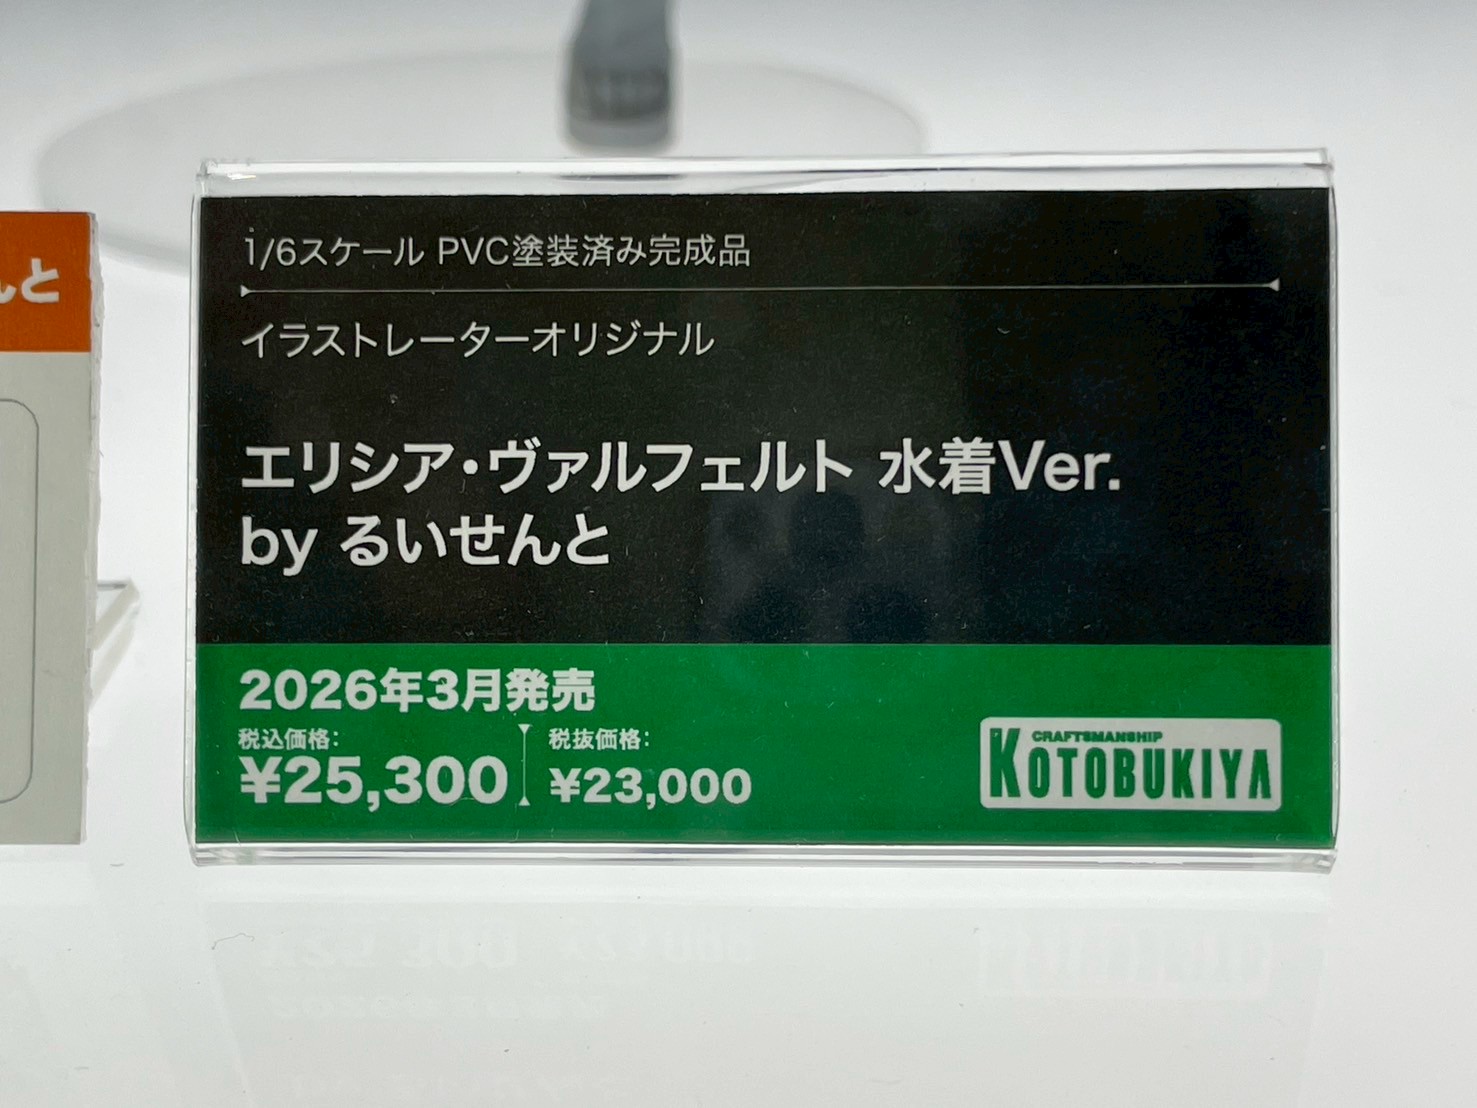 んと
1/6スケール PVC塗装済み完成品
イラストレーターオリジナル
エリシア・ヴァルフェルト 水着Ver.
by るいせんと
2026年3月発売
税込価格: 税抜価格:
¥25,300 ¥23,000
CRAFTSMANSHIP
KOTOBUKIYA